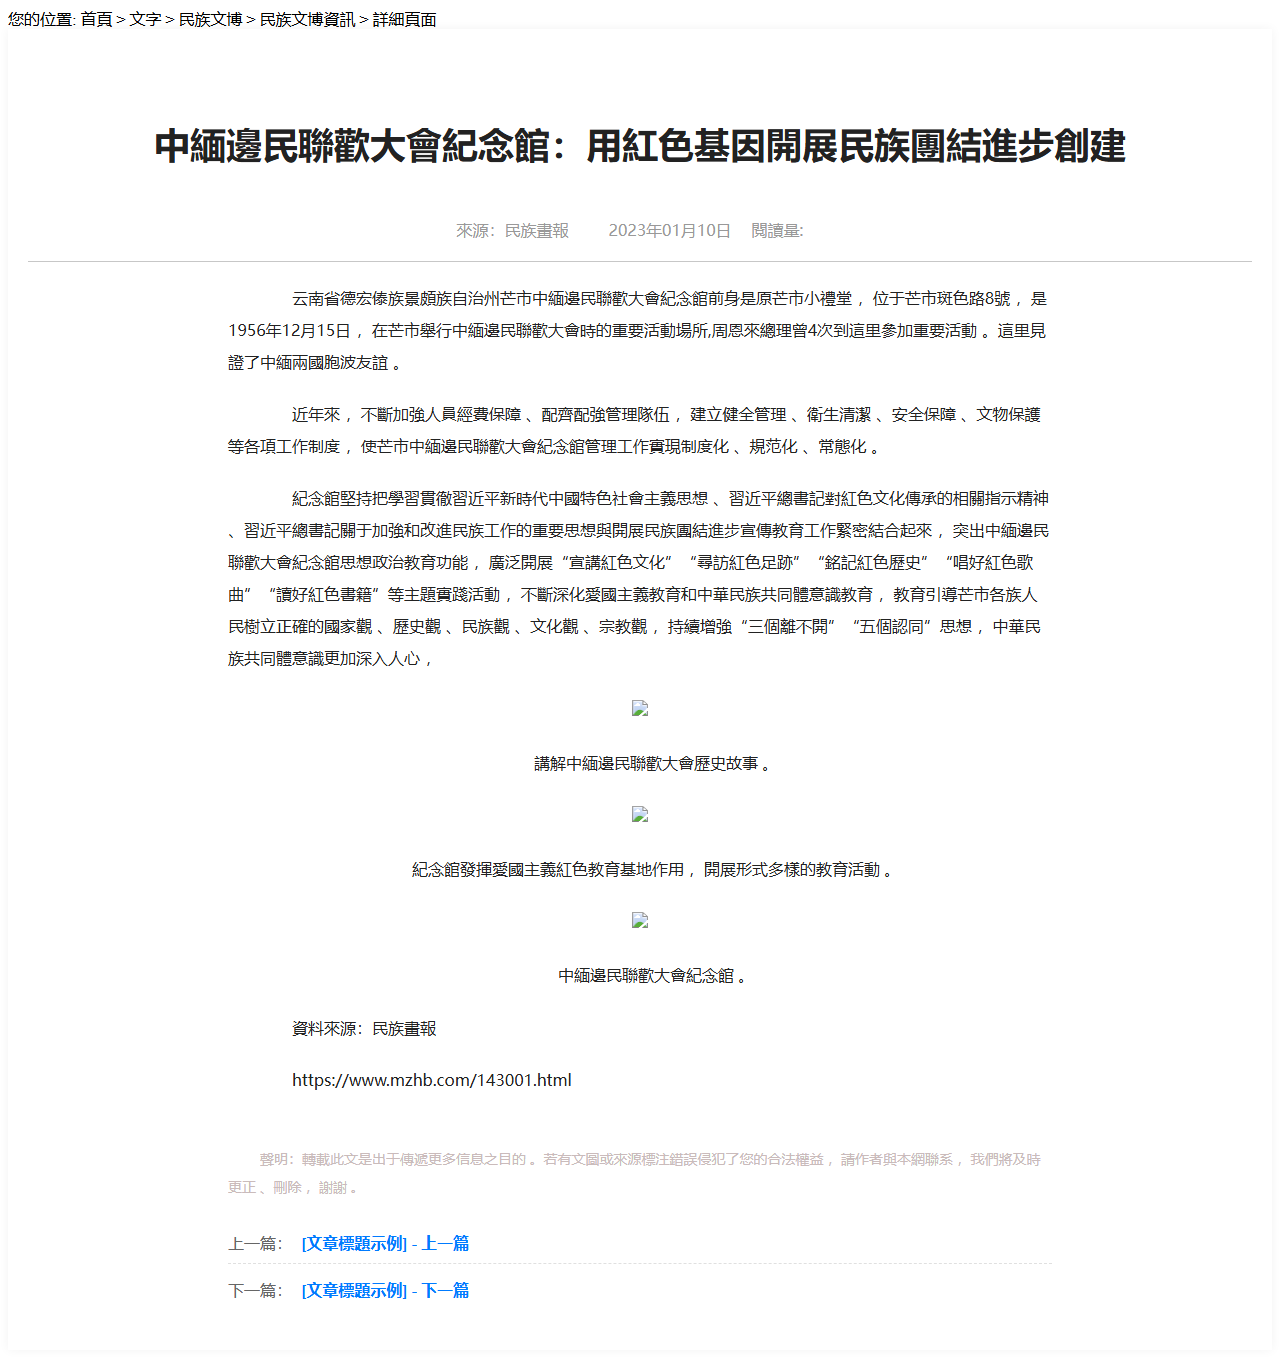 您的位置: 首頁 > 文字 > 民族文博 > 民族文博資訊 > 詳細頁面
中緬邊民聯歡大會紀念館：用紅色基因開展民族團結進步創建
來源：民族畫報 2023年01月10日 閱讀量:
云南省德宏傣族景頗族自治州芒市中緬邊民聯歡大會紀念館前身是原芒市小禮堂， 位于芒市斑色路8號， 是
1956年12月15日， 在芒市舉行中緬邊民聯歡大會時的重要活動場所,周恩來總理曾4次到這里參加重要活動 。這里見
證了中緬兩國胞波友誼 。
近年來， 不斷加強人員經費保障 、配齊配強管理隊伍， 建立健全管理 、衛生清潔 、安全保障 、文物保護
等各項工作制度， 使芒市中緬邊民聯歡大會紀念館管理工作實現制度化 、規范化 、常態化 。
紀念館堅持把學習貫徹習近平新時代中國特色社會主義思想 、習近平總書記對紅色文化傳承的相關指示精神
、習近平總書記關于加強和改進民族工作的重要思想與開展民族團結進步宣傳教育工作緊密結合起來， 突出中緬邊民
聯歡大會紀念館思想政治教育功能， 廣泛開展“宣講紅色文化”“尋訪紅色足跡”“銘記紅色歷史”“唱好紅色歌
曲”“讀好紅色書籍”等主題實踐活動， 不斷深化愛國主義教育和中華民族共同體意識教育， 教育引導芒市各族人
民樹立正確的國家觀 、歷史觀 、民族觀 、文化觀 、宗教觀， 持續增強“三個離不開”“五個認同”思想， 中華民
族共同體意識更加深入人心，
講解中緬邊民聯歡大會歷史故事 。
紀念館發揮愛國主義紅色教育基地作用， 開展形式多樣的教育活動 。
中緬邊民聯歡大會紀念館 。
資料來源：民族畫報
https://www.mzhb.com/143001.html
聲明：轉載此文是出于傳遞更多信息之目的 。若有文圖或來源標注錯誤侵犯了您的合法權益， 請作者與本網聯系， 我們將及時
更正 、刪除， 謝謝 。
上一篇： [文章標題示例] - 上一篇
下一篇： [文章標題示例] - 下一篇